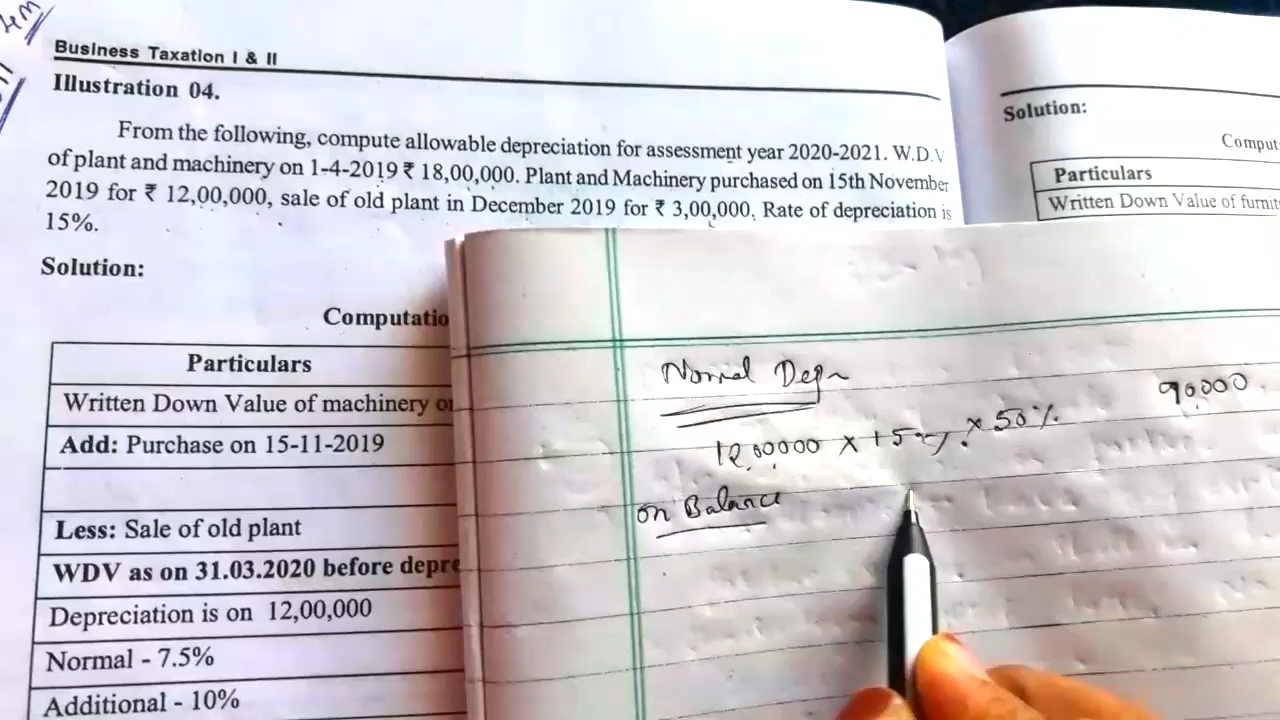 Business Taxation I & II
Illustration 04.
From the following, compute allowable depreciation for assessment year 2020-2021. W.D.V
of plant and machinery on 1-4-2019 ₹ 18,00,000. Plant and Machinery purchased on 15th November
2019 for ₹ 12,00,000, sale of old plant in December 2019 for ₹ 3,00,000, Rate of depreciation is
15%.
Solution:
Computatio
Particulars
Written Down Value of machinery o
Add: Purchase on 15-11-2019
Less: Sale of old plant
WDV as on 31.03.2020 before depre
Depreciation is on 12,00,000
Normal - 7.5%
Additional - 10%
Normal Depn
12,00000 × 15% × 50% 90,000
on Balance
Solution:
Comput
Particulars
Written Down Value of furnit